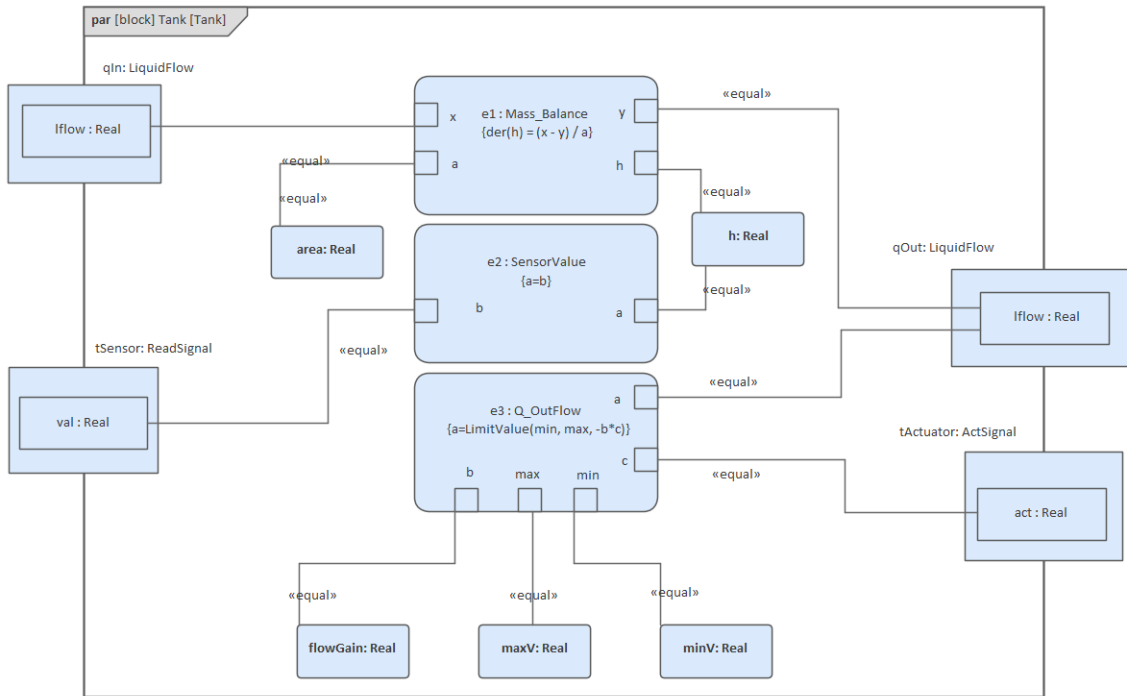 par [block] Tank [Tank]
qIn: LiquidFlow
lflow : Real
x
e1 : Mass_Balance
{der(h) = (x - y) / a}
y
«equal»
«equal»
a
h
«equal»
«equal»
area: Real
h: Real
e2: SensorValue
{a=b}
qOut: LiquidFlow
«equal»
b
a
lflow : Real
tSensor: ReadSignal
«equal»
val : Real
e3 : Q_OutFlow
{a=LimitValue(min, max, -b*c)}
a
«equal»
tActuator: ActSignal
c
«equal»
b
max
min
act : Real
«equal»
«equal»
«equal»
flowGain: Real
maxV: Real
minV: Real